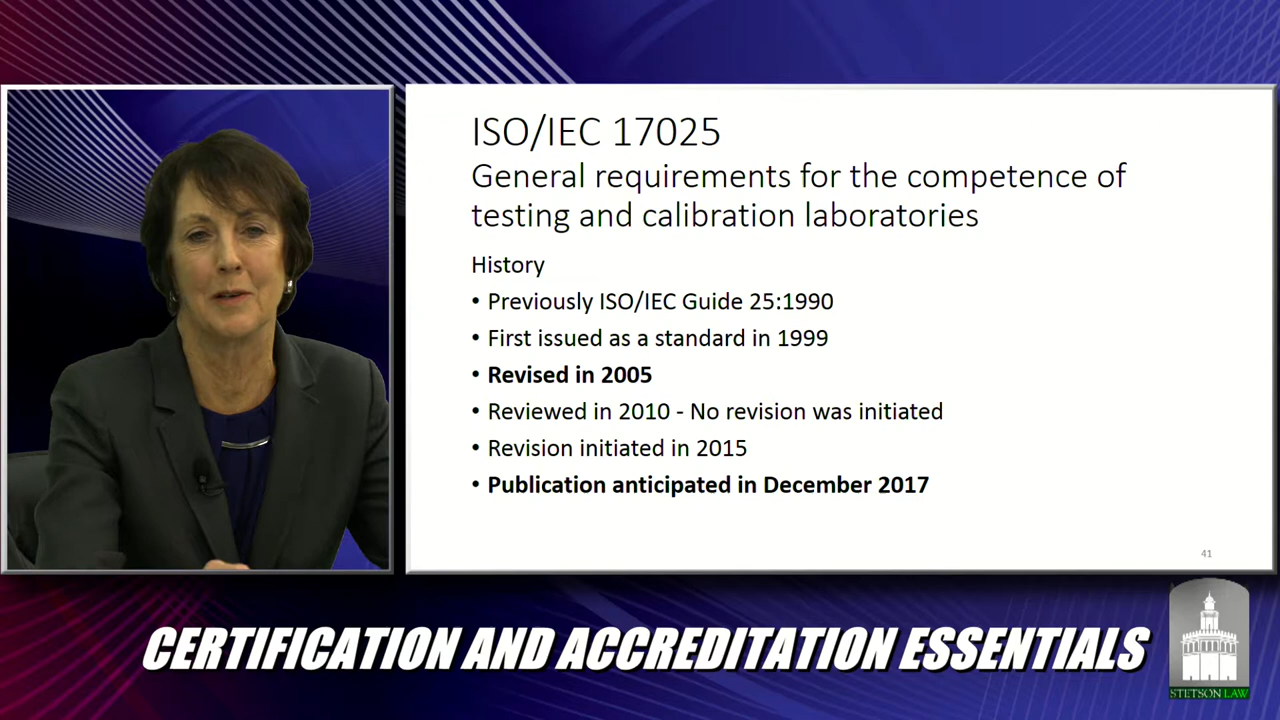 ISO/IEC 17025
General requirements for the competence of
testing and calibration laboratories
History
• Previously ISO/IEC Guide 25:1990
• First issued as a standard in 1999
• Revised in 2005
• Reviewed in 2010 - No revision was initiated
• Revision initiated in 2015
• Publication anticipated in December 2017
41
CERTIFICATION AND ACCREDITATION ESSENTIALS
STETSON LAW